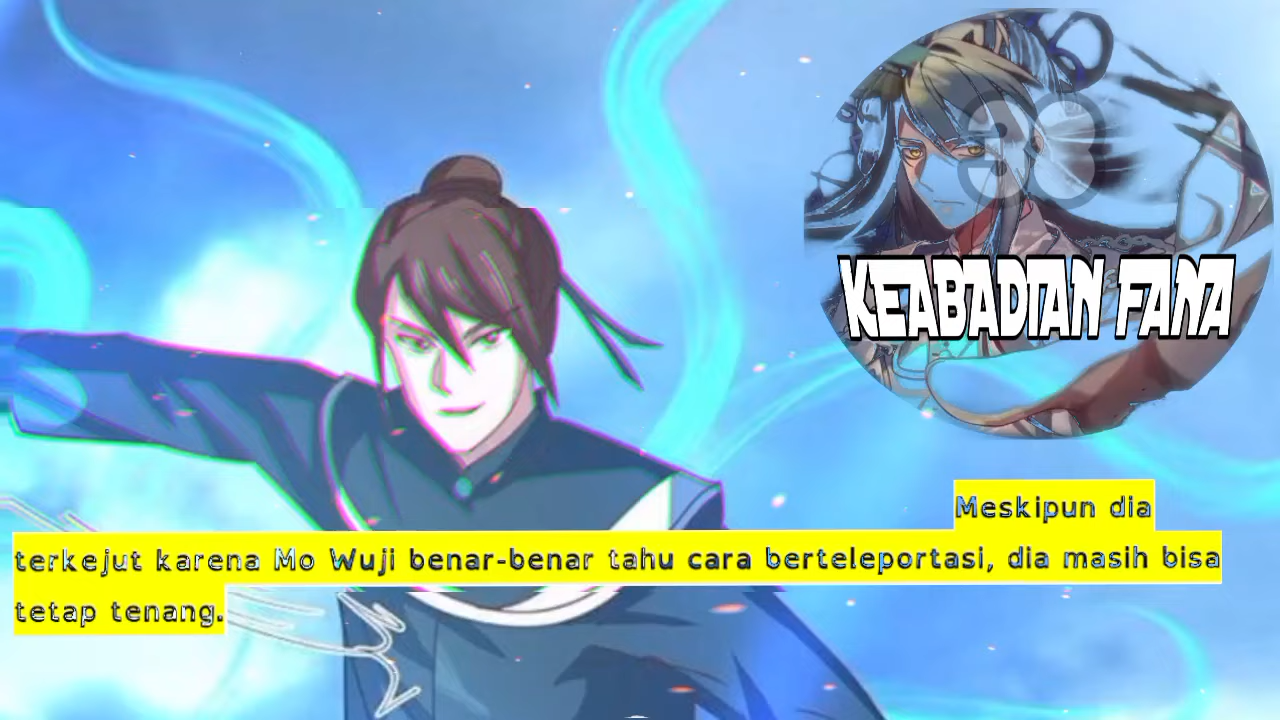 KEABADIAN FANA
Meskipun dia
terkejut karena Mo Wuji benar-benar tahu cara berteleportasi, dia masih bisa
tetap tenang.